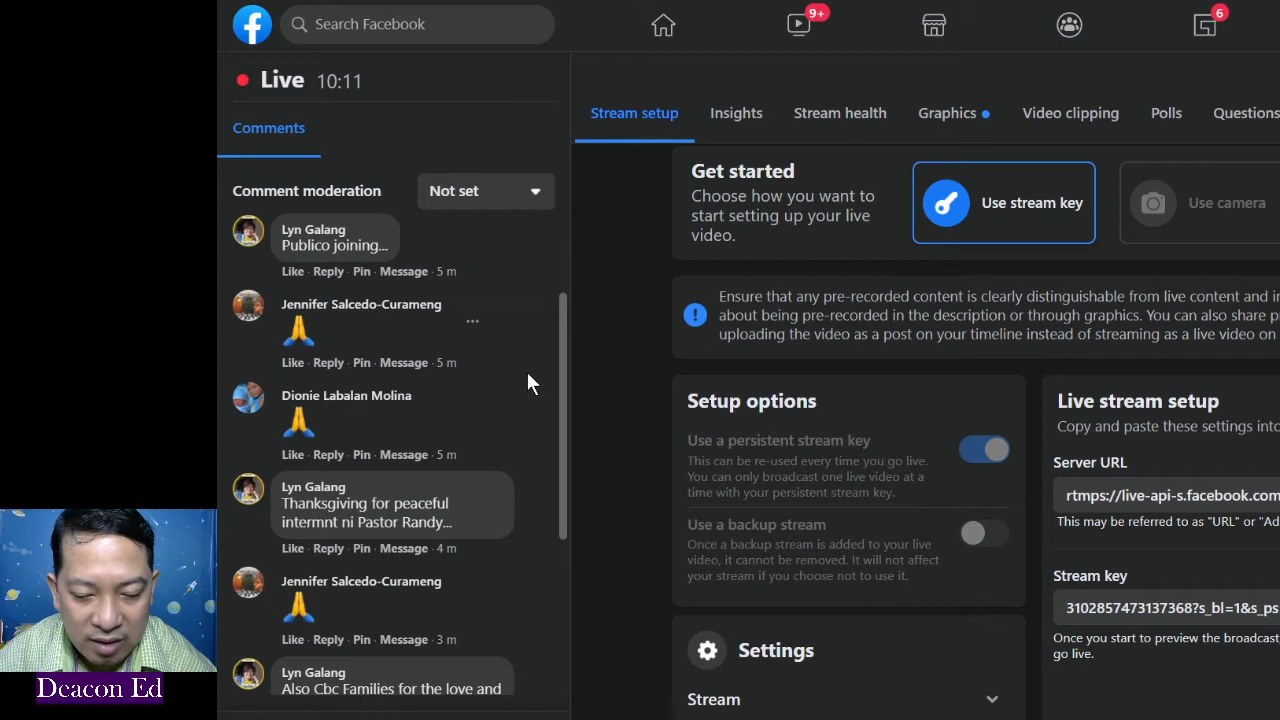 Search Facebook
9+
6
Live 10:11
Comments
Comment moderation
Not set
Lyn Galang
Publico joining...
Like · Reply · Pin · Message · 5 m
Jennifer Salcedo-Curameng
🙏
Like · Reply · Pin · Message · 5 m
Dionie Labalan Molina
🙏
Like · Reply · Pin · Message · 5 m
Lyn Galang
Thanksgiving for peaceful
intermnt ni Pastor Randy...
Like · Reply · Pin · Message · 4 m
Jennifer Salcedo-Curameng
🙏
Like · Reply · Pin · Message · 3 m
Lyn Galang
Also Cbc Families for the love and
Stream setup
Insights
Stream health
Graphics
Video clipping
Polls
Questions
Get started
Choose how you want to
start setting up your live
video.
Use stream key
Use camera
Ensure that any pre-recorded content is clearly distinguishable from live content and
about being pre-recorded in the description or through graphics. You can also share
uploading the video as a post on your timeline instead of streaming as a live video on
Setup options
Use a persistent stream key
This can be re-used every time you go live.
You can only broadcast one live video at a
time with your persistent stream key.
Use a backup stream
Once a backup stream is added to your live
video, it cannot be removed. It will not affect
your stream if you choose not to use it.
Settings
Stream
Live stream setup
Copy and paste these settings into
Server URL
rtmps://live-api-s.facebook.com
This may be referred to as "URL" or
Stream key
310285743137368?s_bl=1&s_ps
Once you start to preview the broadcast
go live.
Deacon Ed